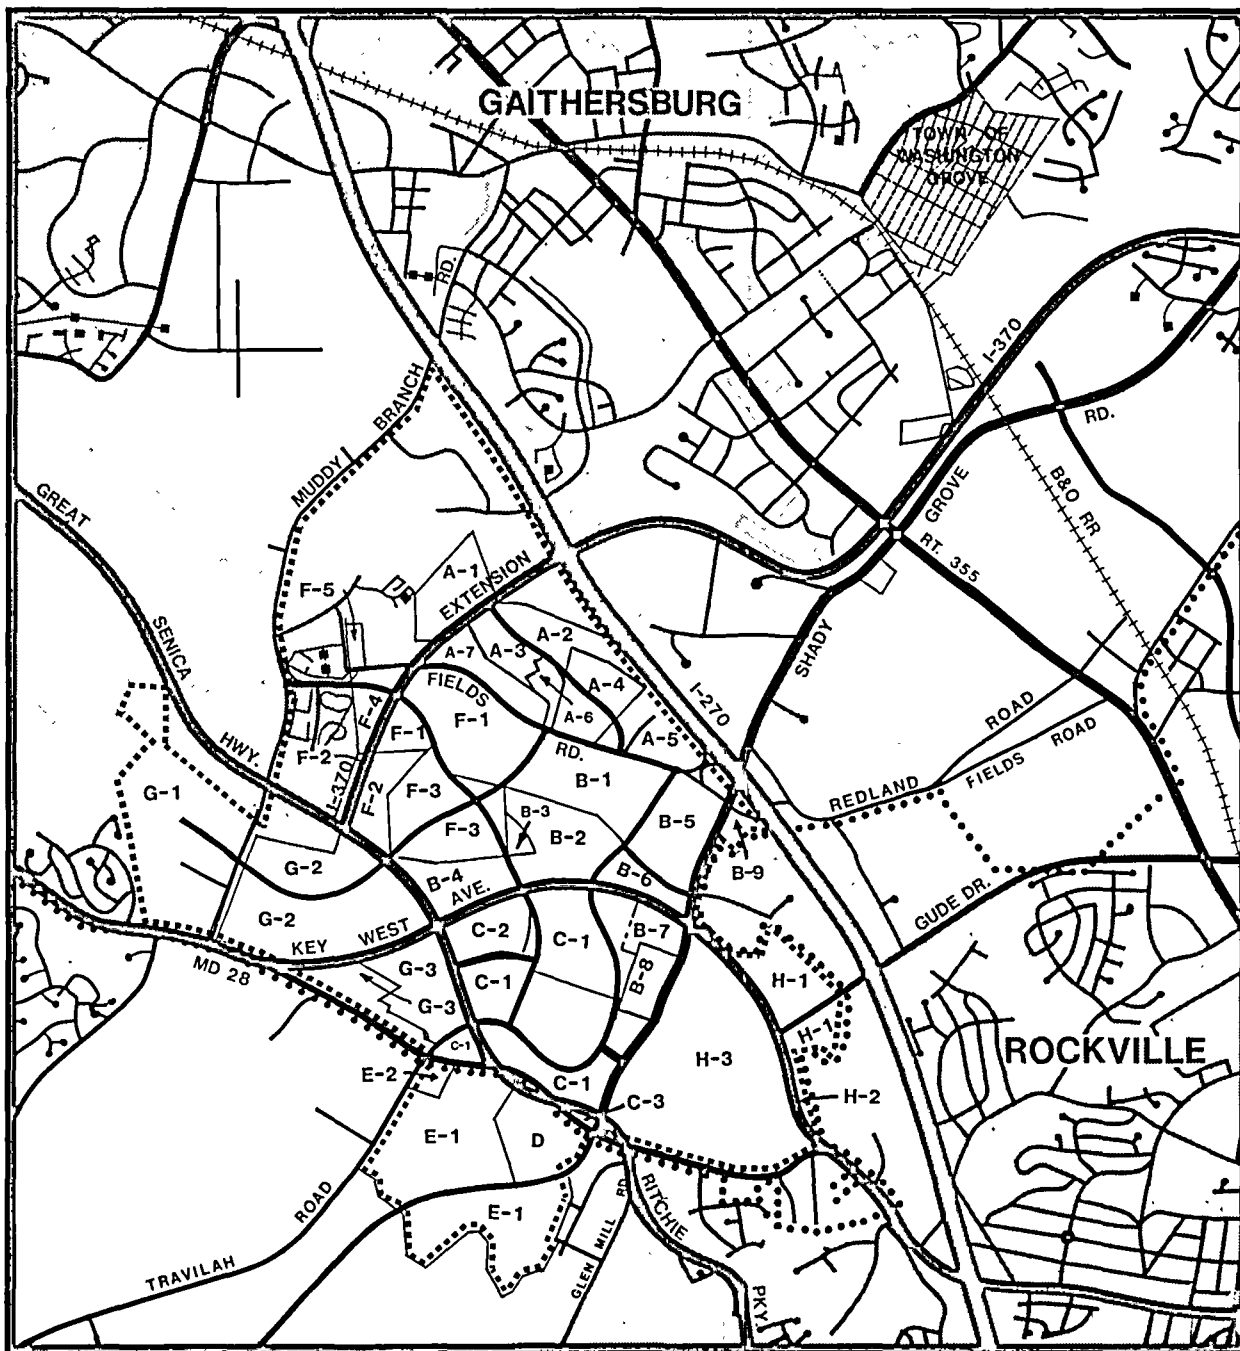 GAITHERSBURG
TOWN OF
WASHINGTON
GROVE
RD.
I-370
BRANCH
RD.
MUDDY
GREAT
GROVE
B&O RR
RT. 355
EXTENSION
A-1
F-5
SENICA
A-2
A-3
A-7
SHADY
FIELDS
A-4
I-270
F-4
F-1
A-6
ROAD
F-1
A-5
ROAD
HWY.
RD.
F-2
B-1
FIELDS
I-370
REDLAND
G-1
F-2
F-3
B-3
B-5
F-3
B-2
G-2
B-4
B-6
B-9
AVE.
GUDE DR.
G-2
WEST
C-2
C-1
B-7
KEY
MD 28
G-3
C-1
B-8
H-1
G-3
H-1
C-1
ROCKVILLE
H-3
E-2
C-1
H-2
C-3
E-1
D
ROAD
E-1
RD.
RITCHIE
GLEN MILL
TRAVILAH
PKY.